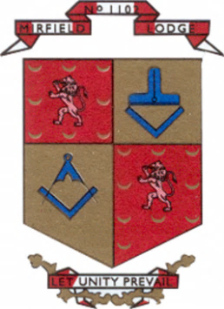 Nº 1102
MIRFIELD LODGE
LET UNITY PREVAIL